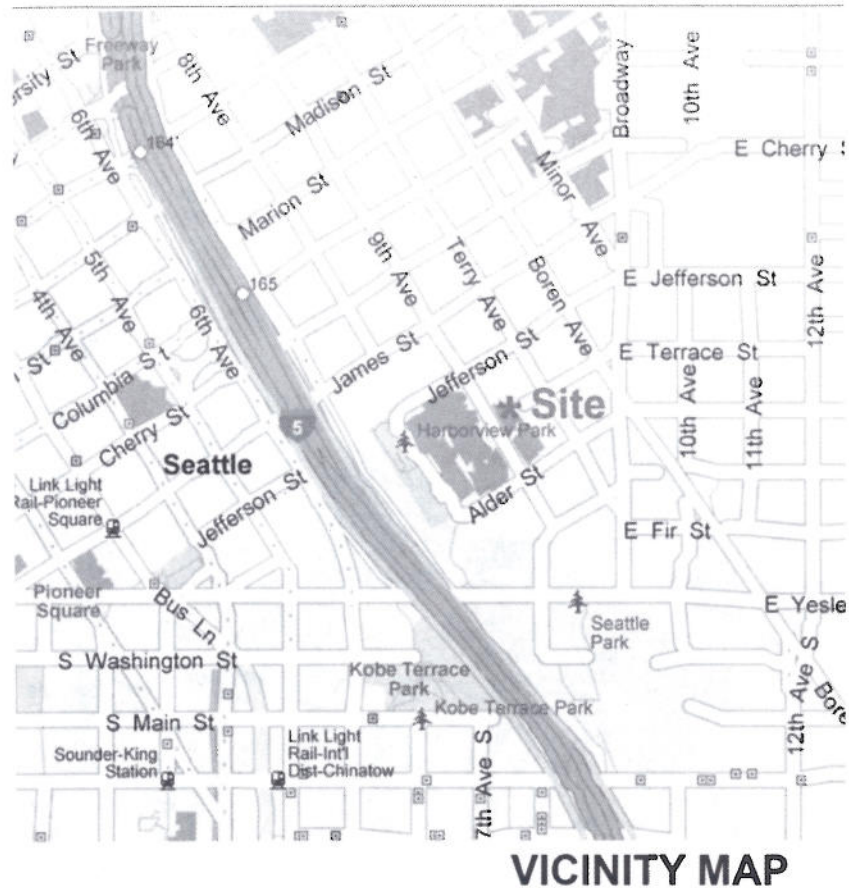 Freeway
Park
ersity St
8th Ave
6th Ave
164
Madison St
Broadway
10th Ave
E Cherry
Minor Ave
Marion St
9th Ave
Terry Ave
Boren Ave
E Jefferson St
12th Ave
165
5th Ave
4th Ave
6th Ave
James St
Jefferson St
E Terrace St
n St
Columbia St
10th Ave
11th Ave
Site
5
Harborview Park
Cherry St
Seattle
Link Light
Rail-Pioneer
Square
Jefferson St
Alder St
E Fir St
Pioneer
Square
Bus Ln
E Yesle
Seattle
Park
S Washington St
Kobe Terrace
Park
12th Ave S
Bore
Kobe Terrace Park
S Main St
Sounder-King
Station
Link Light
Rail-Int'l
Dist-Chinatow
7th Ave S
VICINITY MAP